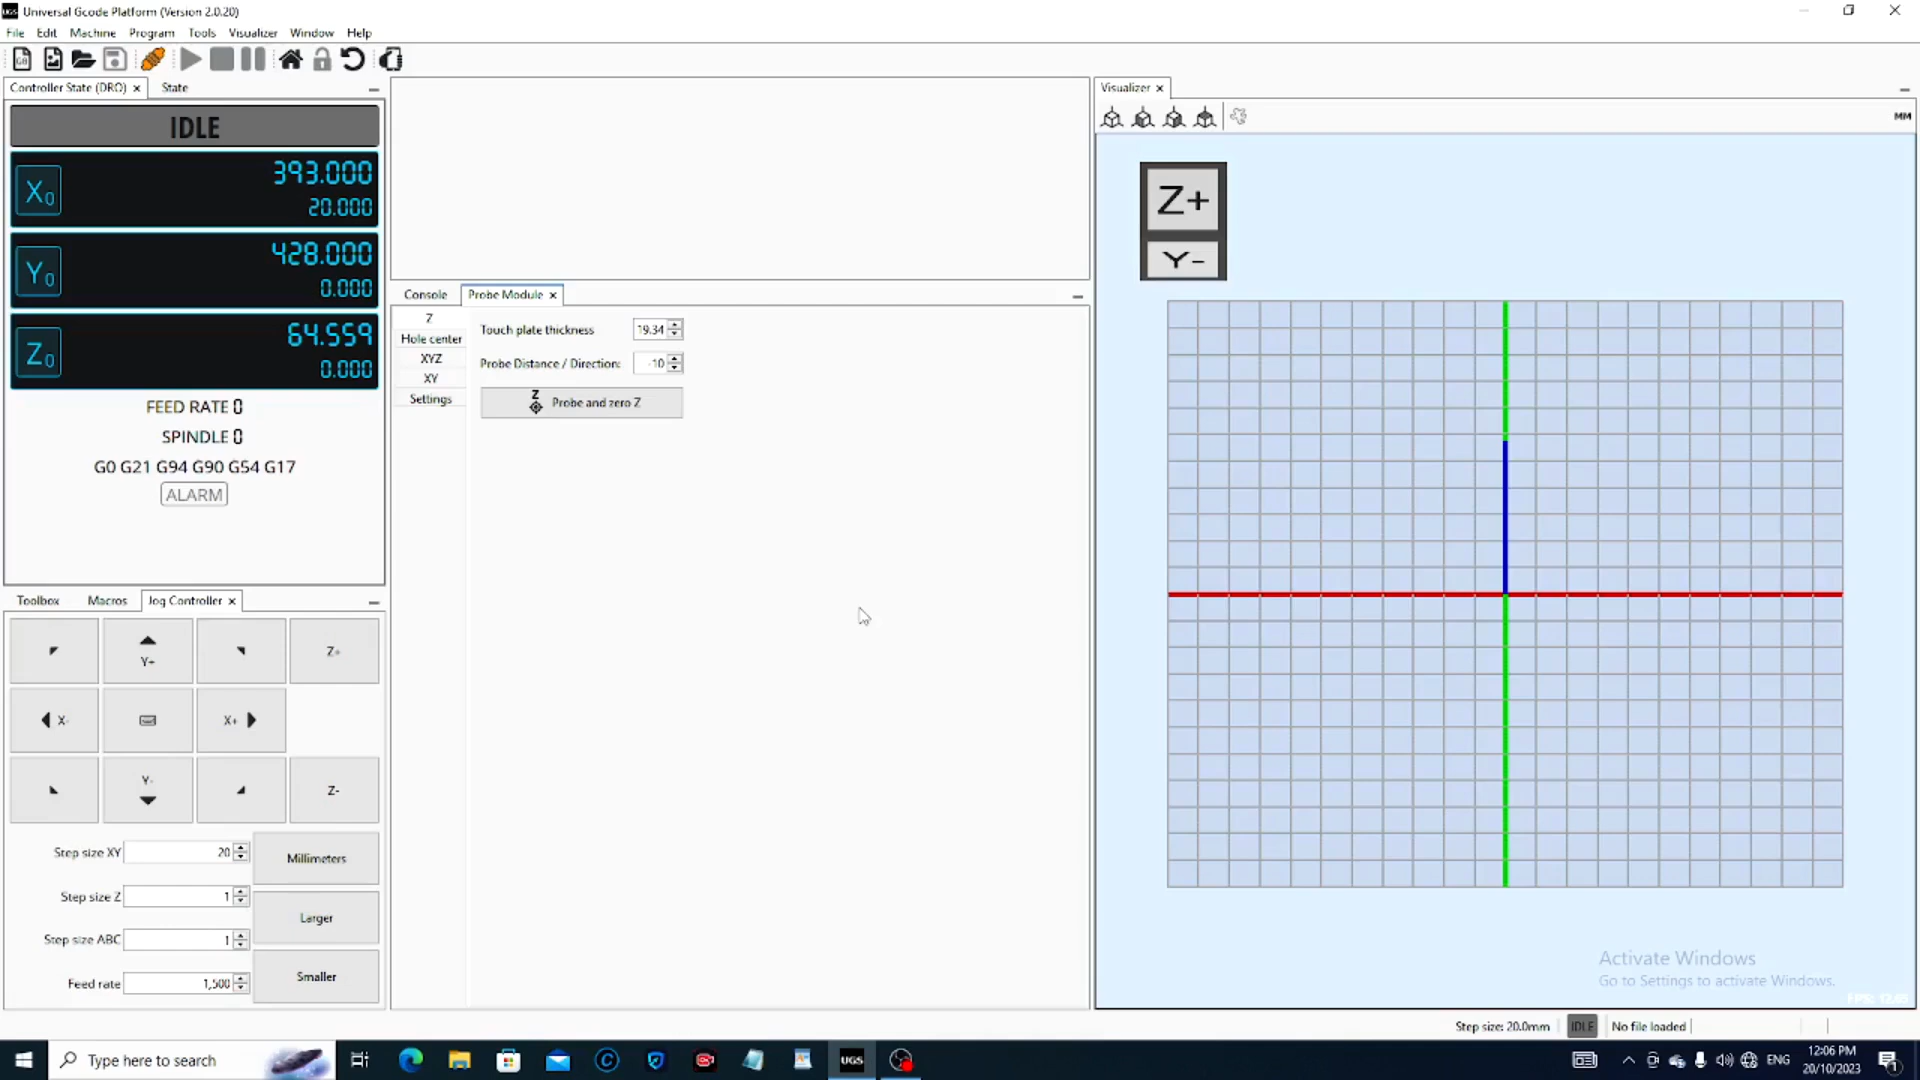 UGS Universal Gcode Platform (Version 2.0.20)
File Edit Machine Program Tools Visualizer Window Help
Controller State (DRO) × State
IDLE
X0 393.000
20.000
Y0 428.000
0.000
Z0 64.559
0.000
FEED RATE 0
SPINDLE 0
G0 G21 G94 G90 G54 G17
ALARM
Toolbox Macros Jog Controller ×
Y+ Z+
X- X+
Y- Z-
Step size XY 20 Millimeters
Step size Z 1 Larger
Step size ABC 1
Feed rate 1,500 Smaller
Console Probe Module ×
Z
Hole center
XYZ
XY
Settings
Touch plate thickness 19.34
Probe Distance / Direction: -10
Z Probe and zero Z
Visualizer ×
MM
Z+
Y-
Activate Windows
Go to Settings to activate Windows.
FPS: 12.65
Step size: 20.0mm IDLE No file loaded
Type here to search
UGS
ENG
12:06 PM
20/10/2023
1